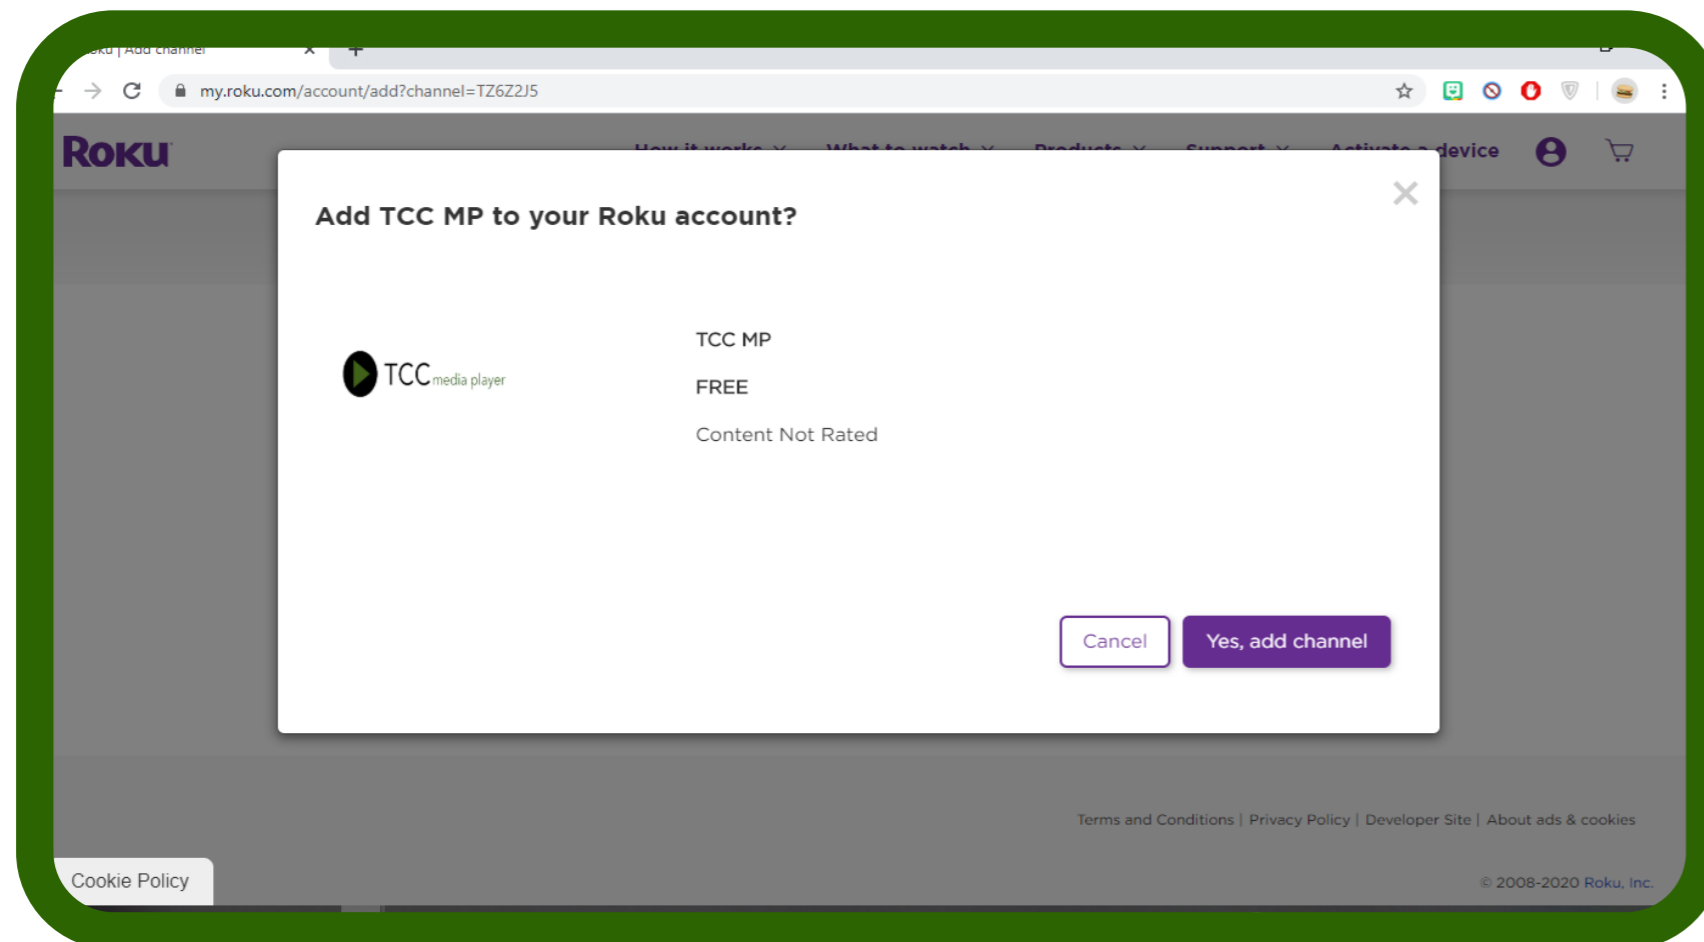 Roku | Add channel
my.roku.com/account/add?channel=TZ6Z2J5
Roku
How it works What to watch Products Support Activate a device
Add TCC MP to your Roku account?
TCC MP
TCC media player
FREE
Content Not Rated
Cancel Yes, add channel
Terms and Conditions | Privacy Policy | Developer Site | About ads & cookies
Cookie Policy
© 2008-2020 Roku, Inc.